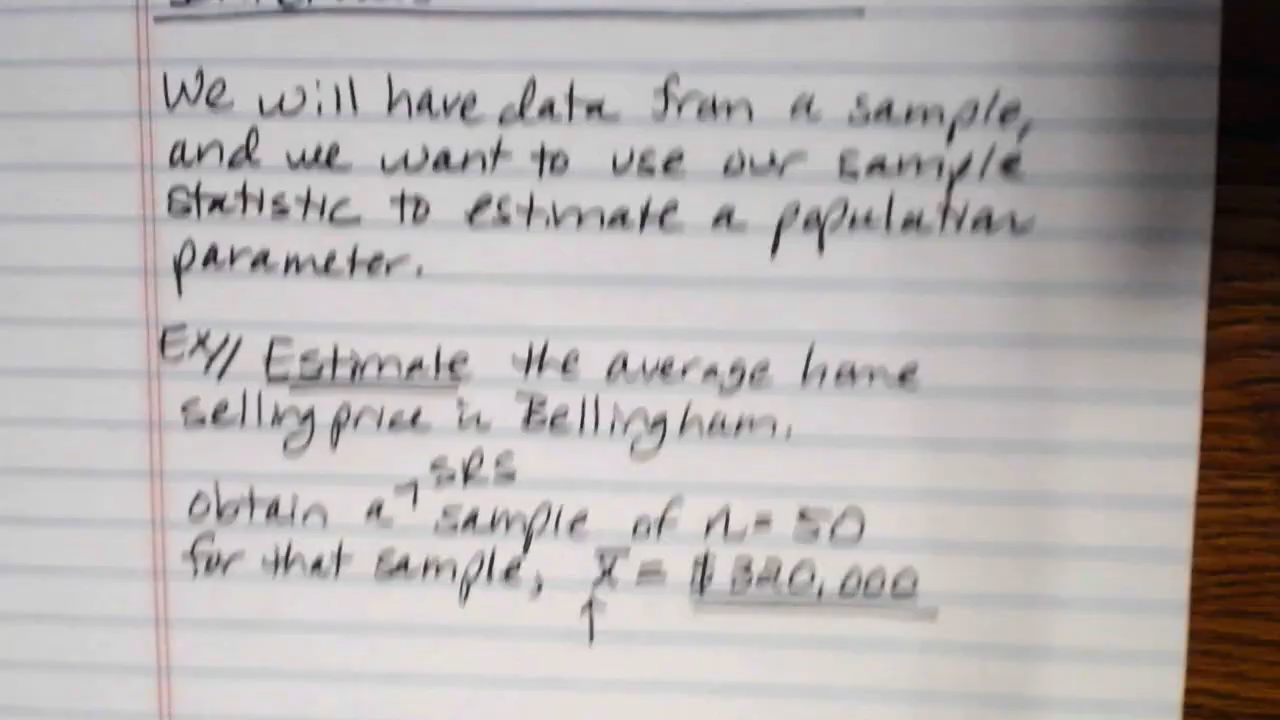 We will have data from a sample,
and we want to use our sample
statistic to estimate a population
parameter.
Ex// Estimate the average home
selling price in Bellingham.
SRS
obtain a sample of n = 50
for that sample, x̄ = $320,000
↑